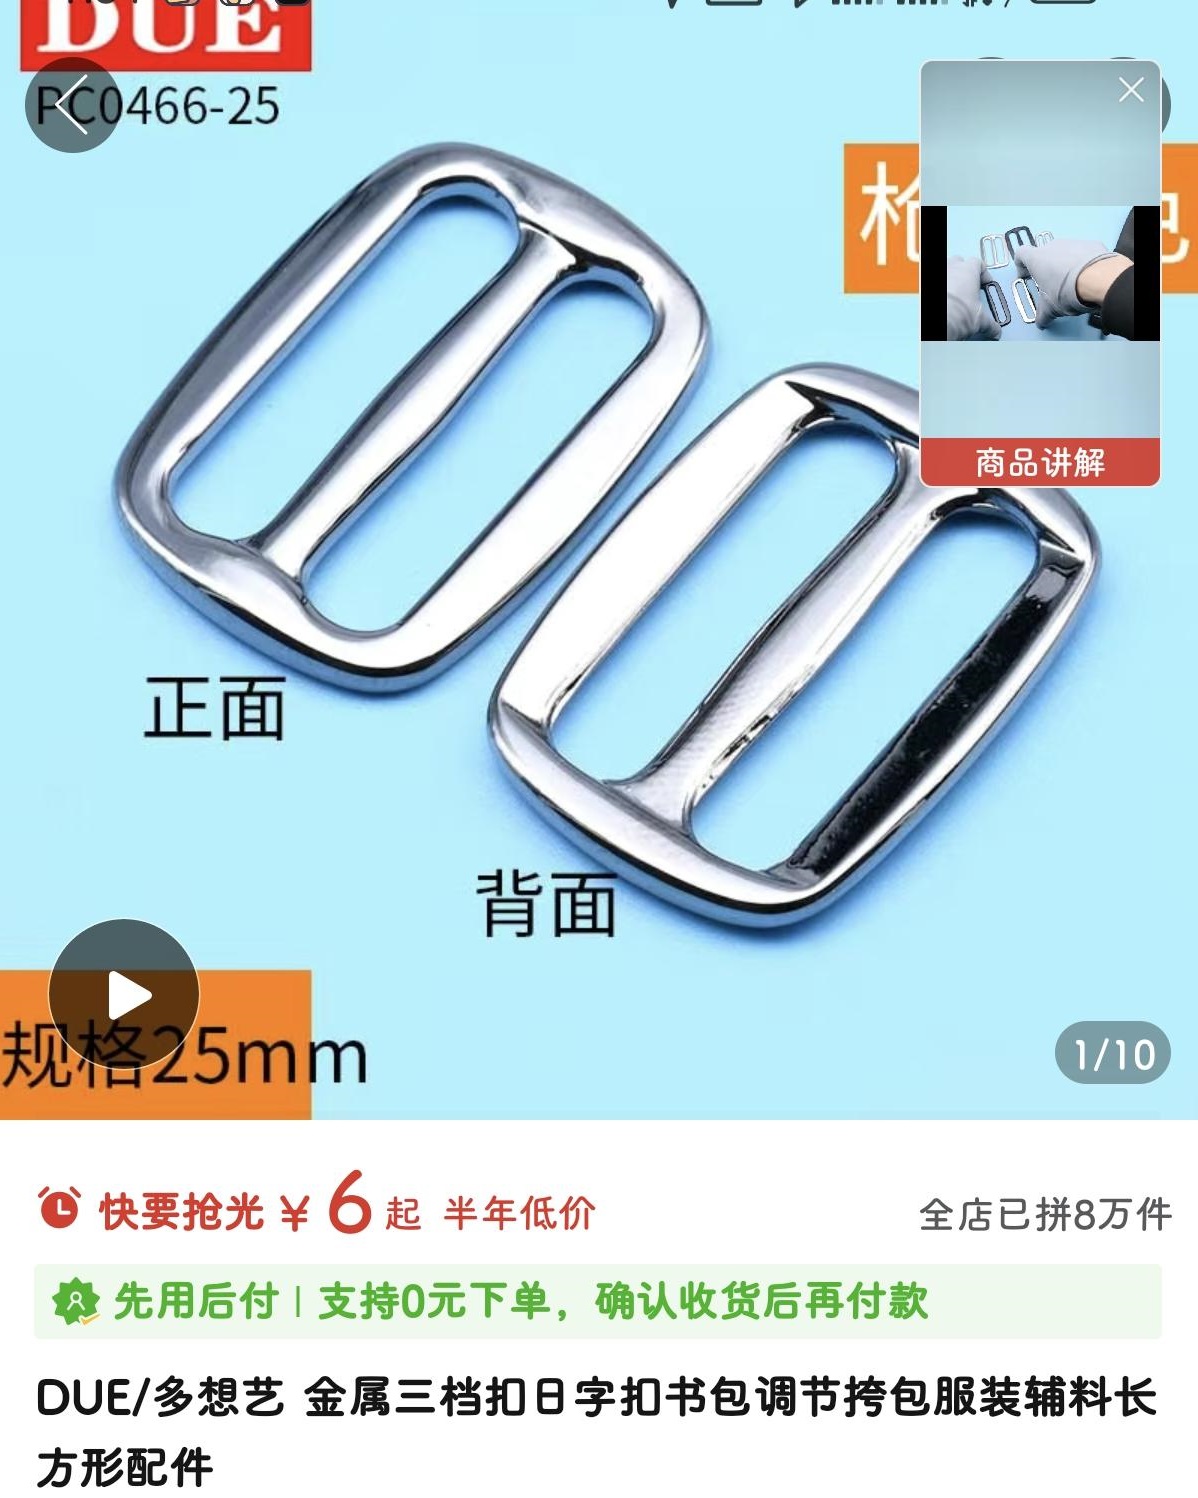 DUE
PC0466-25
枪
色
商品讲解
正面
背面
规格25mm
1/10
快要抢光 ¥6起 半年低价
全店已拼8万件
先用后付 | 支持0元下单，确认收货后再付款
DUE/多想艺 金属三档扣日字扣书包调节挎包服装辅料长
方形配件